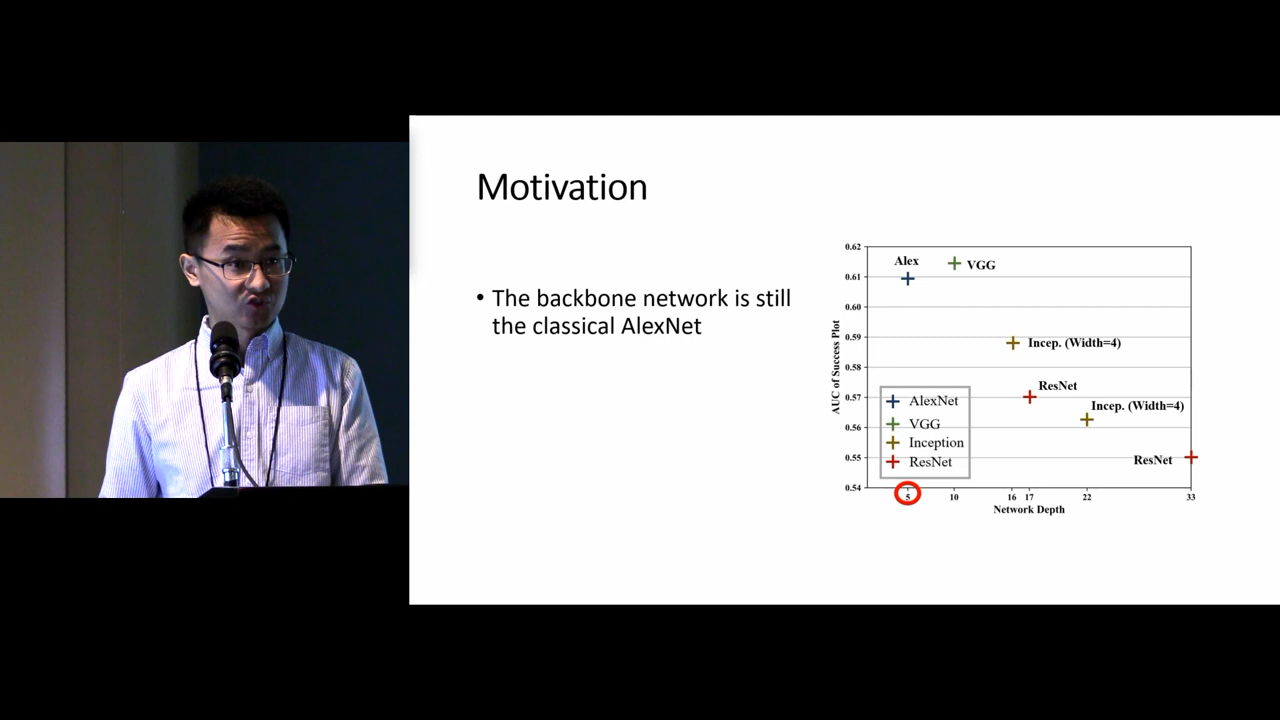 Motivation
• The backbone network is still
the classical AlexNet
0.62
0.61
0.60
0.59
0.58
0.57
0.56
0.55
0.54
AUC of Success Plot
Alex
VGG
Incep. (Width=4)
ResNet
Incep. (Width=4)
ResNet
AlexNet
VGG
Inception
ResNet
5 10 16 17 22 33
Network Depth